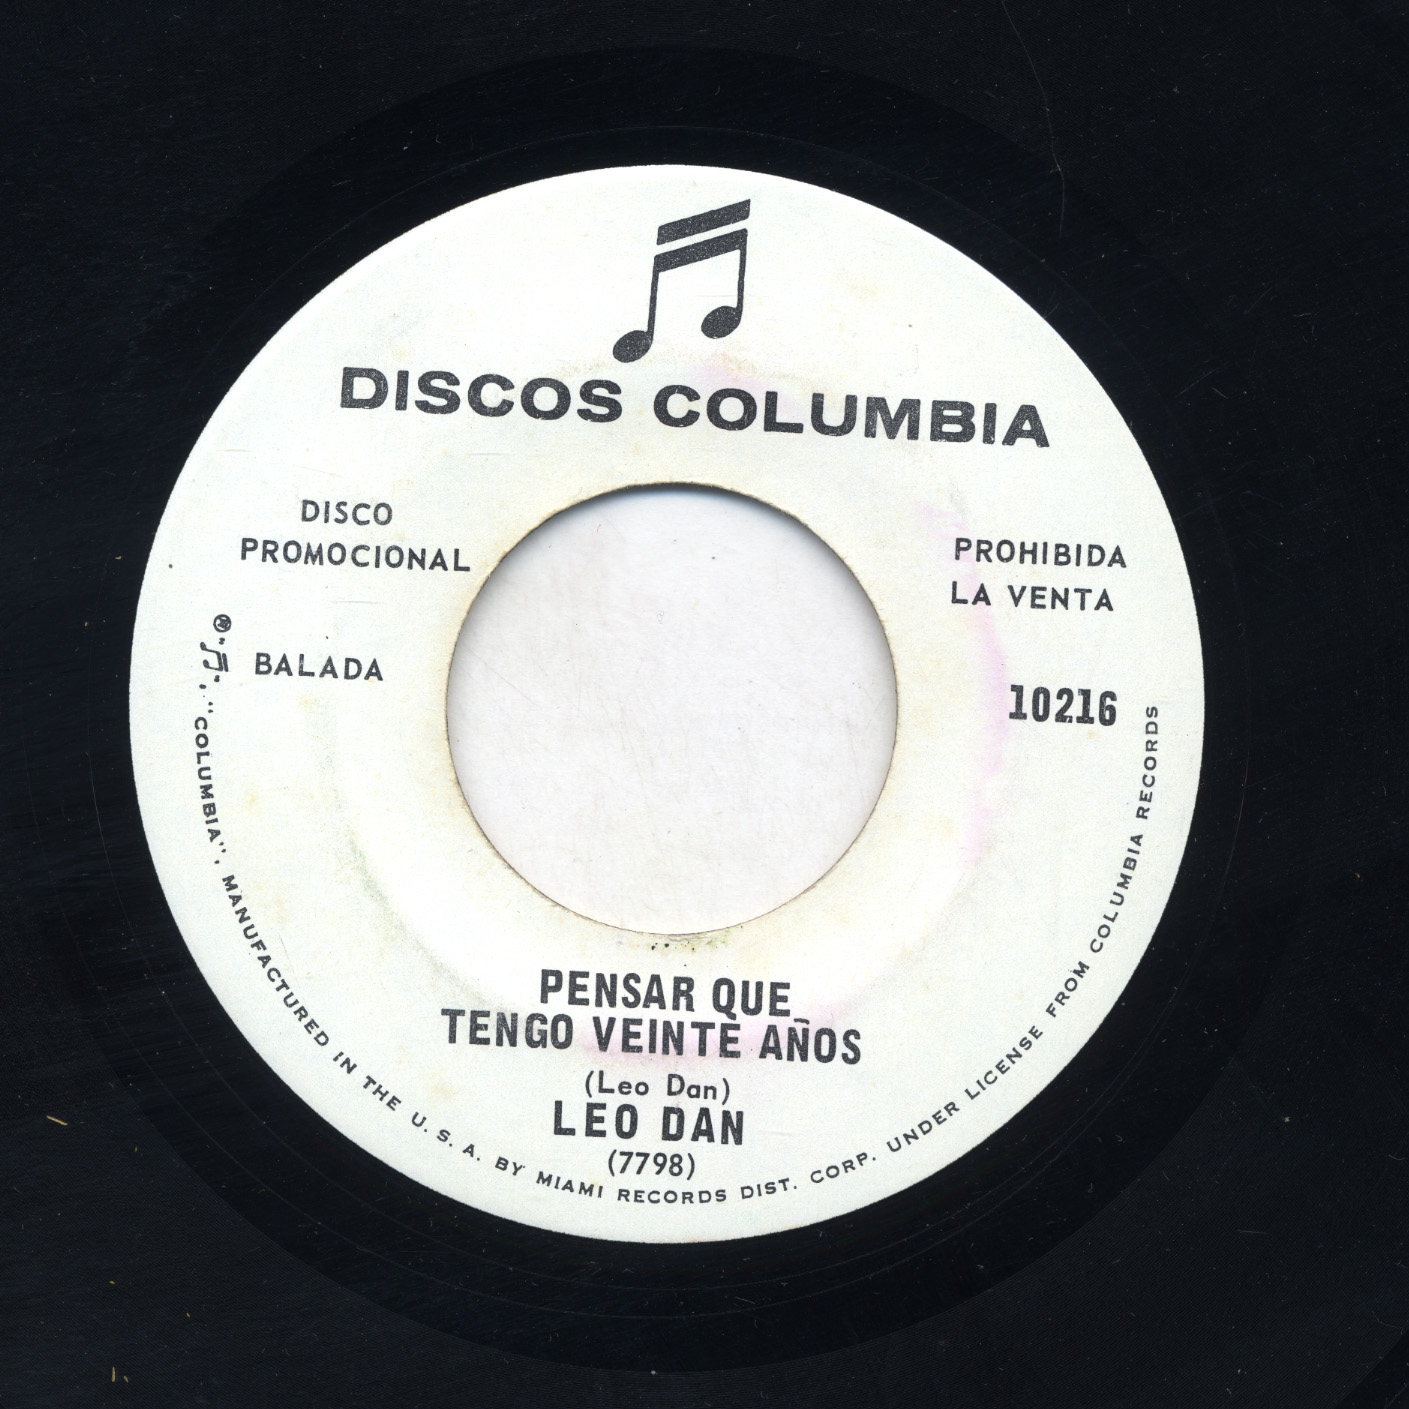 DISCOS COLUMBIA
DISCO
PROMOCIONAL
PROHIBIDA
LA VENTA
BALADA
10216
PENSAR QUE
TENGO VEINTE AÑOS
(Leo Dan)
LEO DAN
(7798)
"COLUMBIA", MANUFACTURED IN THE U. S. A. BY MIAMI RECORDS DIST. CORP. UNDER LICENSE FROM COLUMBIA RECORDS